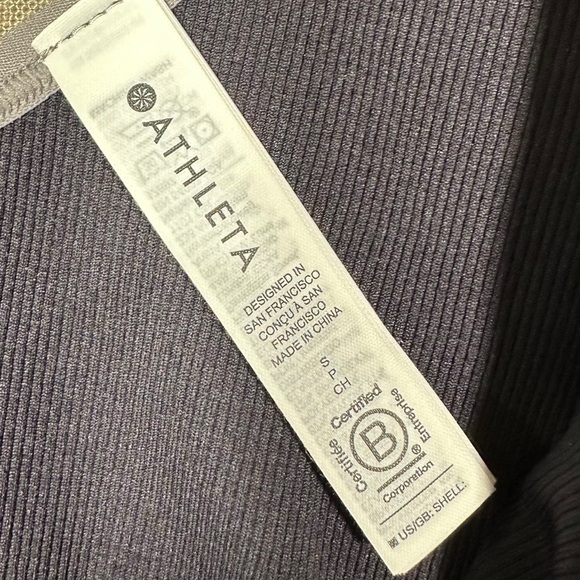 ATHLETA
DESIGNED IN
SAN FRANCISCO
CONÇU À SAN
FRANCISCO
MADE IN CHINA
S
P
CH
Certifiée Certified
B
Entreprise
®
Corporation
US/GB: SHELL: